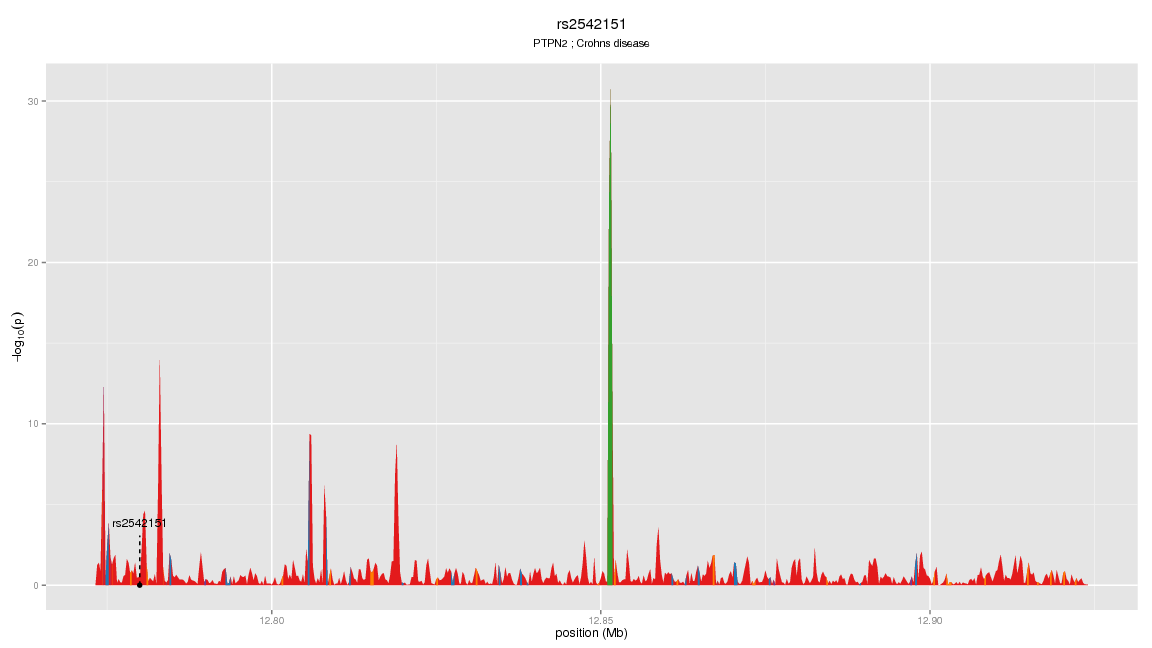 rs2542151
PTPN2 ; Crohns disease
30
20
10
0
−log10(p)
rs2542151
12.80
12.85
12.90
position (Mb)